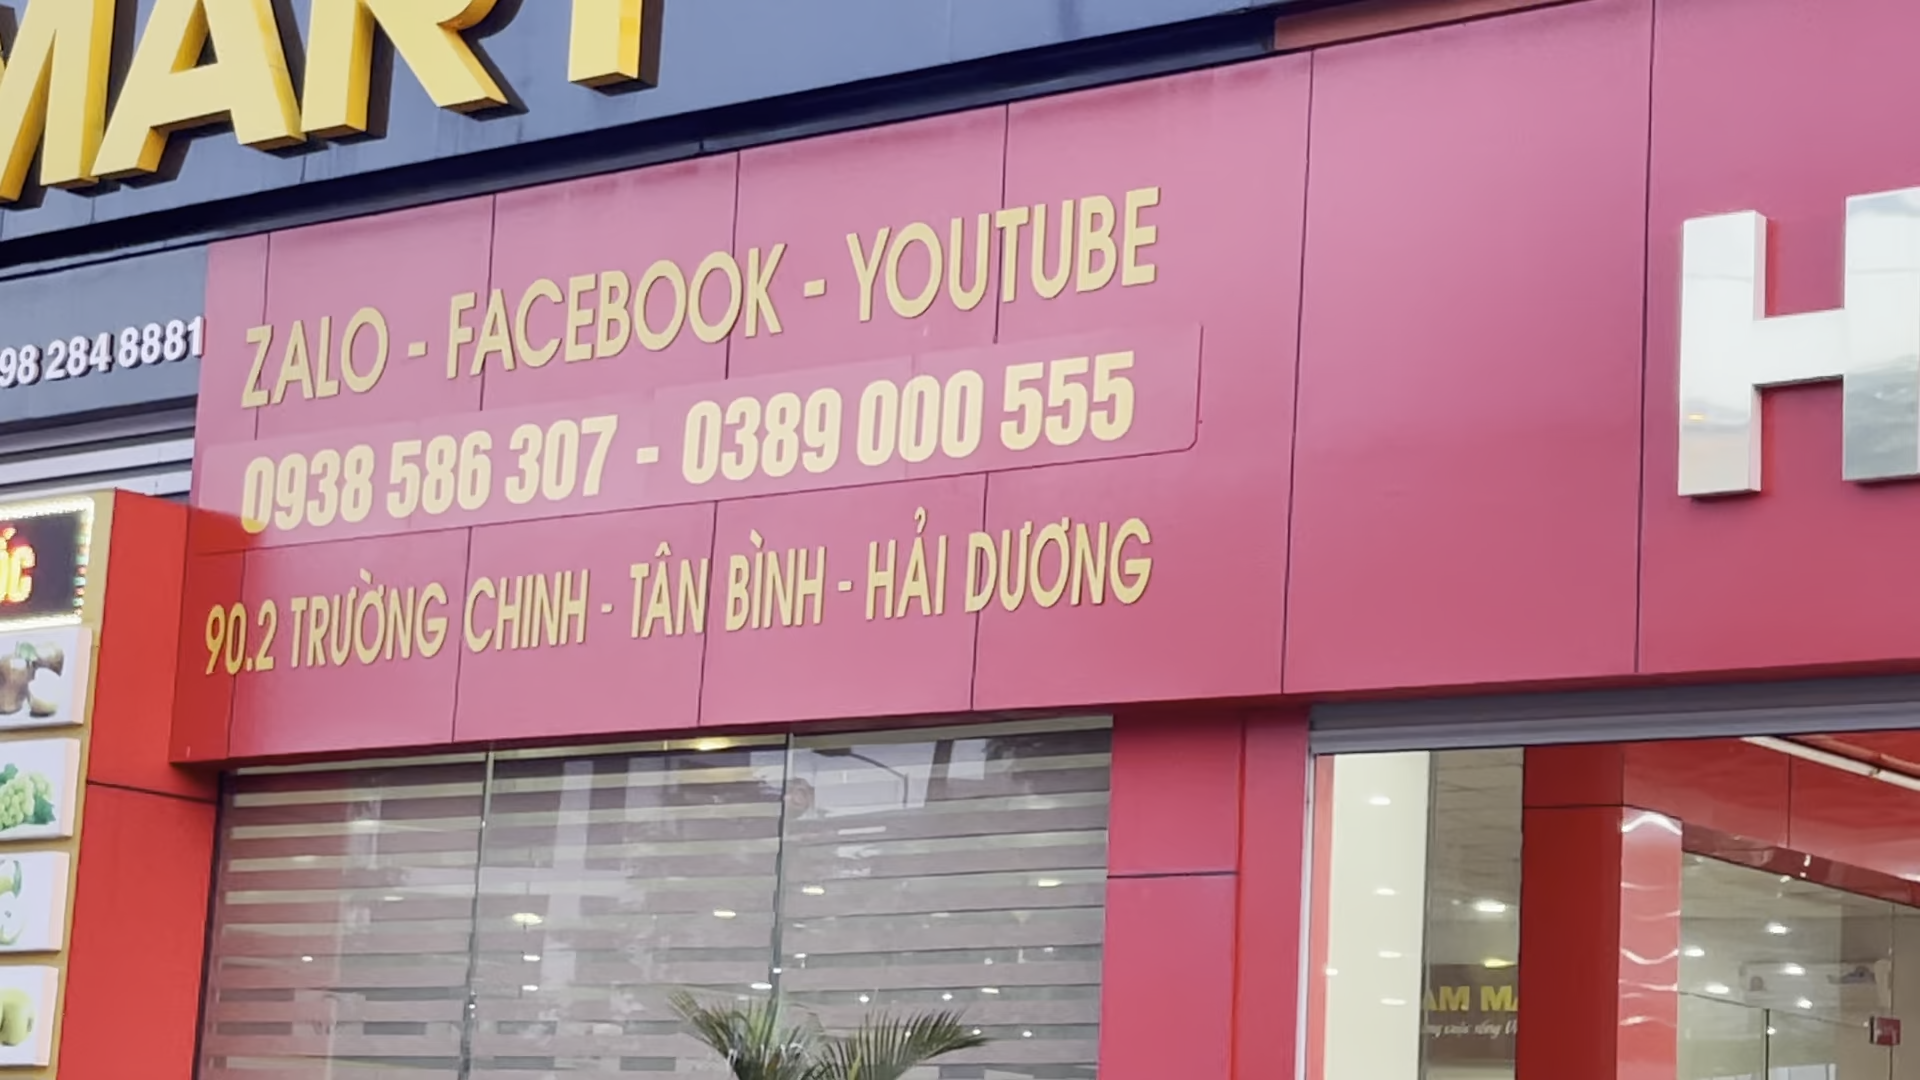 MART
98 284 8881
ZALO - FACEBOOK - YOUTUBE
0938 586 307 - 0389 000 555
90.2 TRƯỜNG CHINH - TÂN BÌNH - HẢI DƯƠNG
H